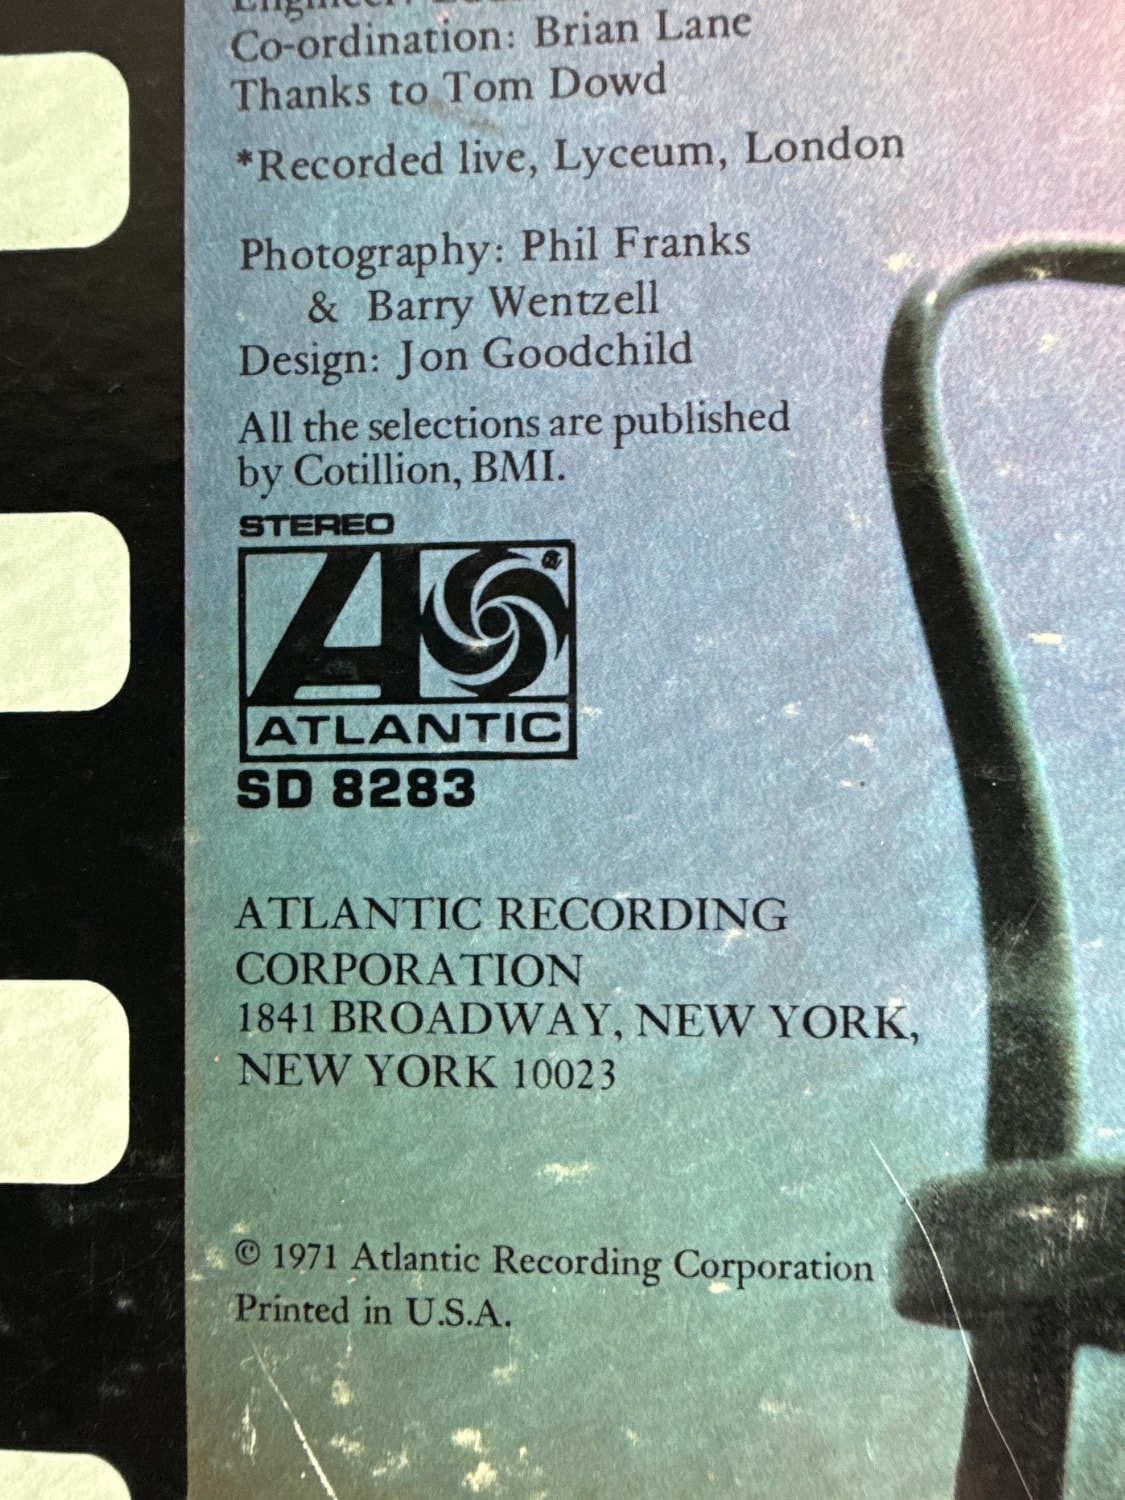 Engineer:
Co-ordination: Brian Lane
Thanks to Tom Dowd
*Recorded live, Lyceum, London
Photography: Phil Franks
& Barry Wentzell
Design: Jon Goodchild
All the selections are published
by Cotillion, BMI.
STEREO
A
®
ATLANTIC
SD 8283
ATLANTIC RECORDING
CORPORATION
1841 BROADWAY, NEW YORK,
NEW YORK 10023
© 1971 Atlantic Recording Corporation
Printed in U.S.A.